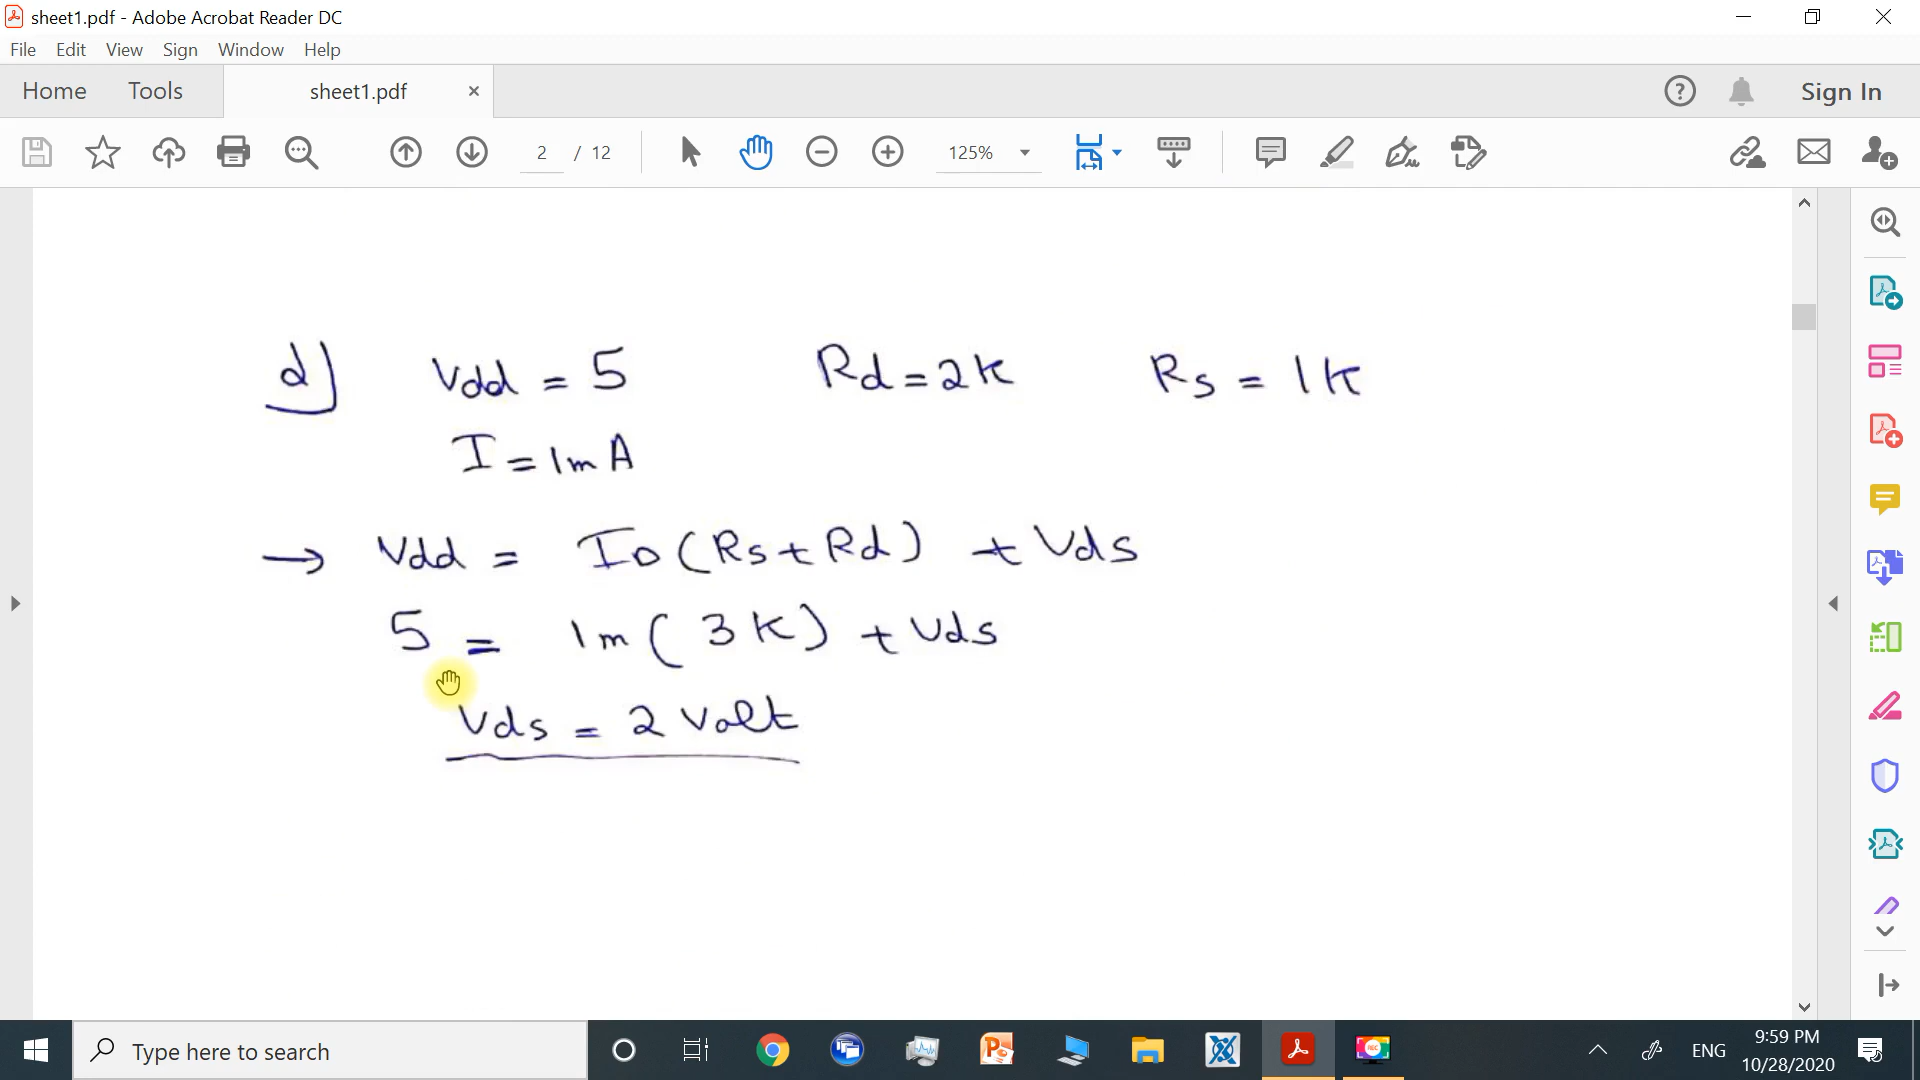 sheet1.pdf - Adobe Acrobat Reader DC
File Edit View Sign Window Help
Home Tools sheet1.pdf × Sign In
2 / 12 125%
d) Vdd = 5 Rd = 2K Rs = 1K
I = 1mA
→ Vdd = ID (Rs + Rd) + Vds
5 = 1m ( 3K ) + Vds
Vds = 2 Volt
Type here to search
ENG
9:59 PM
10/28/2020